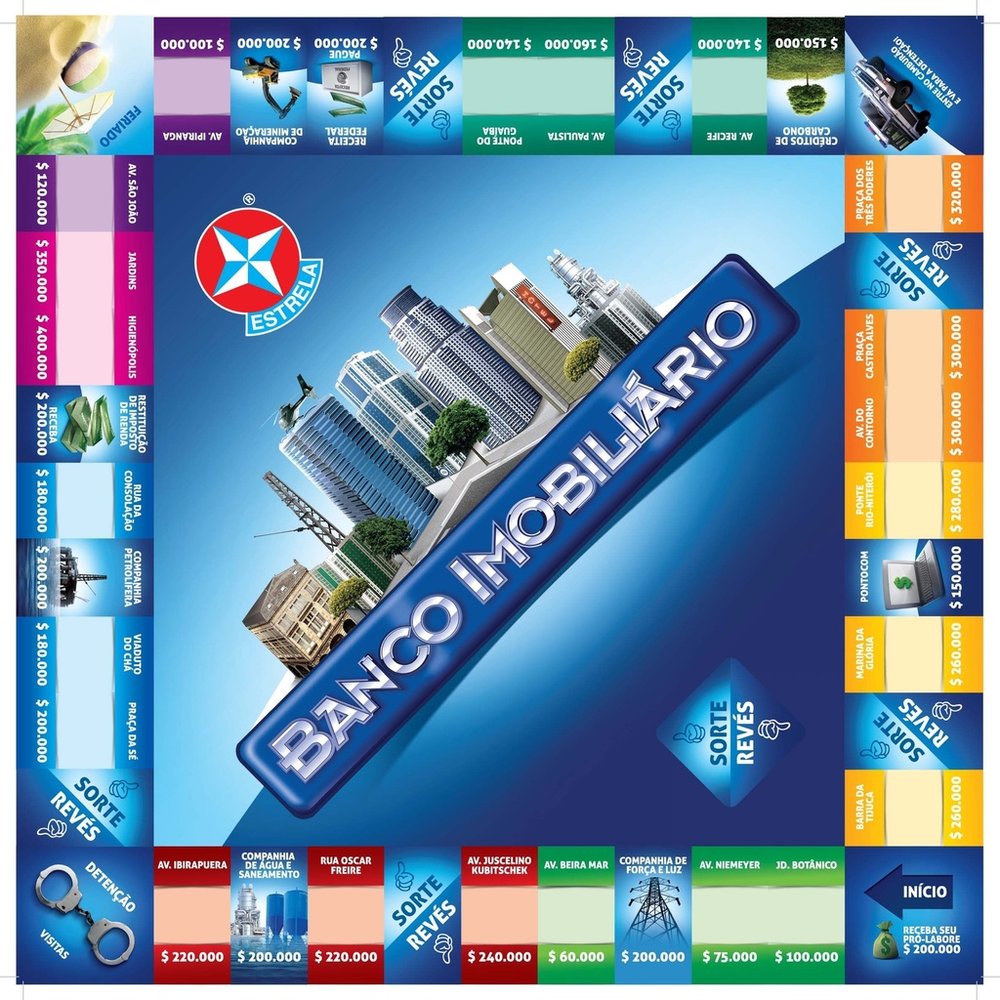 FERIADO
$ 100.000
AV. IPIRANGA
$ 200.000
COMPANHIA
DE MINERAÇÃO
PAGUE
$ 200.000
RECEITA
FEDERAL
SORTE
REVÉS
$ 140.000
PONTE DO
GUAÍBA
$ 160.000
AV. PAULISTA
SORTE
REVÉS
$ 140.000
AV. RECIFE
$ 150.000
CRÉDITOS DE
CARBONO
ENTRE NO CAMBURÃO
E VÁ PARA A DETENÇÃO!
PRAÇA DOS
TRÊS PODERES
$ 320.000
SORTE
REVÉS
PRAÇA
CASTRO ALVES
$ 300.000
AV. DO
CONTORNO
$ 300.000
PONTE
RIO-NITERÓI
$ 280.000
PONTOCOM
$ 150.000
MARINA DA
GLÓRIA
$ 260.000
SORTE
REVÉS
BARRA DA
TIJUCA
$ 260.000
INÍCIO
RECEBA SEU
PRÓ-LABORE
$ 200.000
JD. BOTÂNICO
$ 100.000
AV. NIEMEYER
$ 75.000
COMPANHIA DE
FORÇA E LUZ
$ 200.000
AV. BEIRA MAR
$ 60.000
AV. JUSCELINO
KUBITSCHEK
$ 240.000
SORTE
REVÉS
RUA OSCAR
FREIRE
$ 220.000
COMPANHIA
DE ÁGUA E
SANEAMENTO
$ 200.000
AV. IBIRAPUERA
$ 220.000
DETENÇÃO
VISITAS
SORTE
REVÉS
PRAÇA DA SÉ
$ 200.000
VIADUTO
DO CHÁ
$ 180.000
COMPANHIA
PETROLÍFERA
$ 200.000
RUA DA
CONSOLAÇÃO
$ 180.000
RESTITUIÇÃO
DE IMPOSTO
DE RENDA
RECEBA
$ 200.000
HIGIENÓPOLIS
$ 400.000
JARDINS
$ 350.000
AV. SÃO JOÃO
$ 120.000
®
ESTRELA
HOTEL
BANCO IMOBILIÁRIO
SORTE
REVÉS